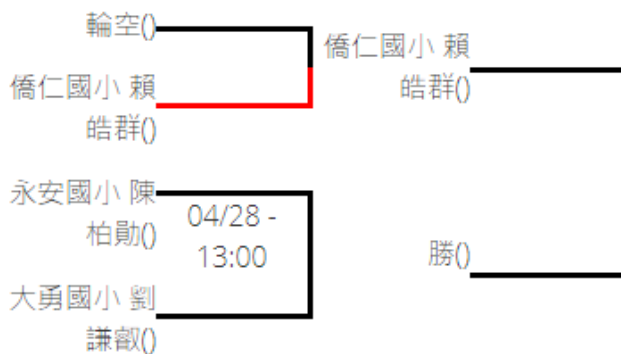 輪空()
僑仁國小 賴
皓群()
僑仁國小 賴
皓群()
永安國小 陳
柏勛()
04/28 -
13:00
大勇國小 劉
謙叡()
勝()